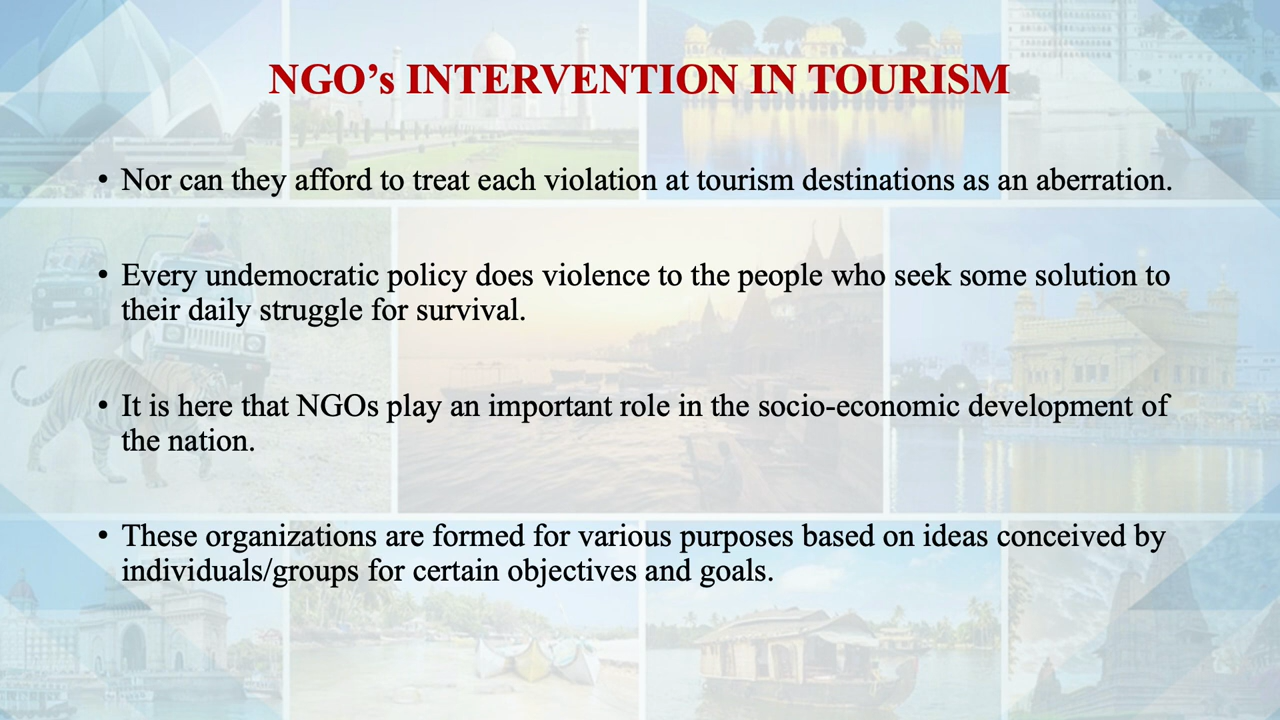 NGO’s INTERVENTION IN TOURISM
• Nor can they afford to treat each violation at tourism destinations as an aberration.
• Every undemocratic policy does violence to the people who seek some solution to
their daily struggle for survival.
• It is here that NGOs play an important role in the socio-economic development of
the nation.
• These organizations are formed for various purposes based on ideas conceived by
individuals/groups for certain objectives and goals.